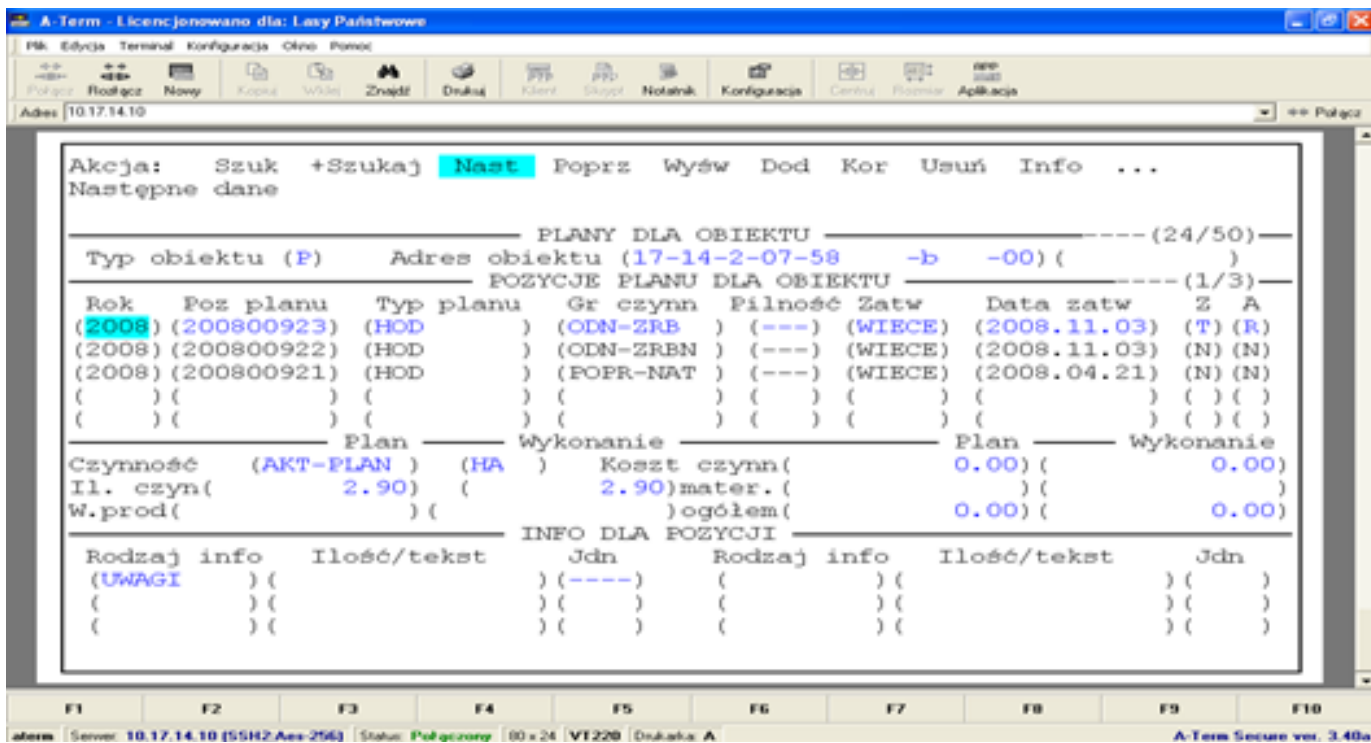 A-Term - Licencjonowano dla: Lasy Państwowe
Plik Edycja Terminal Konfiguracja Okno Pomoc
Połącz Rozłącz Nowy Kopiuj Wklej Znajdź Drukuj Klient Skrypt Notatnik Konfiguracja Centruj Rozmiar Aplikacja
Adres 10.17.14.10 Połącz
Akcja: Szuk +Szukaj Nast Poprz Wyśw Dod Kor Usuń Info ...
Następne dane
PLANY DLA OBIEKTU ----(24/50)
Typ obiektu (P) Adres obiektu (17-14-2-07-58 -b -00)( )
POZYCJE PLANU DLA OBIEKTU ----(1/3)
Rok Poz planu Typ planu Gr czynn Pilność Zatw Data zatw Z A
(2008)(200800923) (HOD ) (ODN-ZRB ) (---) (WIECE) (2008.11.03) (T)(R)
(2008)(200800922) (HOD ) (ODN-ZRBN ) (---) (WIECE) (2008.11.03) (N)(N)
(2008)(200800921) (HOD ) (POPR-NAT ) (---) (WIECE) (2008.04.21) (N)(N)
( )( ) ( ) ( ) ( ) ( ) ( ) ( )( )
( )( ) ( ) ( ) ( ) ( ) ( ) ( )( )
Plan Wykonanie Plan Wykonanie
Czynność (AKT-PLAN ) (HA ) Koszt czynn( 0.00)( 0.00)
Il. czyn( 2.90) ( 2.90)mater.( )( )
W.prod( )( )ogółem( 0.00)( 0.00)
INFO DLA POZYCJI
Rodzaj info Ilość/tekst Jdn Rodzaj info Ilość/tekst Jdn
(UWAGI )( )(----) ( )( )( )
( )( )( ) ( )( )( )
( )( )( ) ( )( )( )
F1 F2 F3 F4 F5 F6 F7 F8 F9 F10
aterm Serwer: 10.17.14.10 (SSH2:Aes-256) Status: Połączony 80 x 24 VT220 Drukarka: A A-Term Secure ver. 3.40a